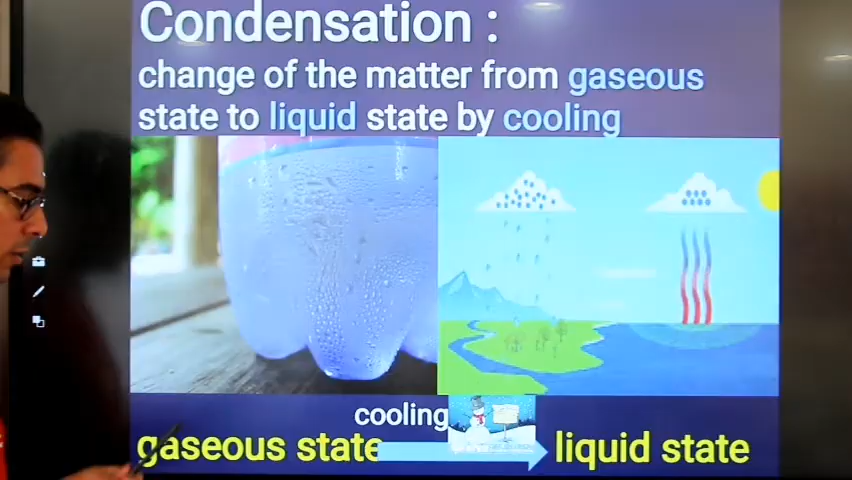 Condensation :
change of the matter from gaseous
state to liquid state by cooling
cooling
gaseous state
liquid state